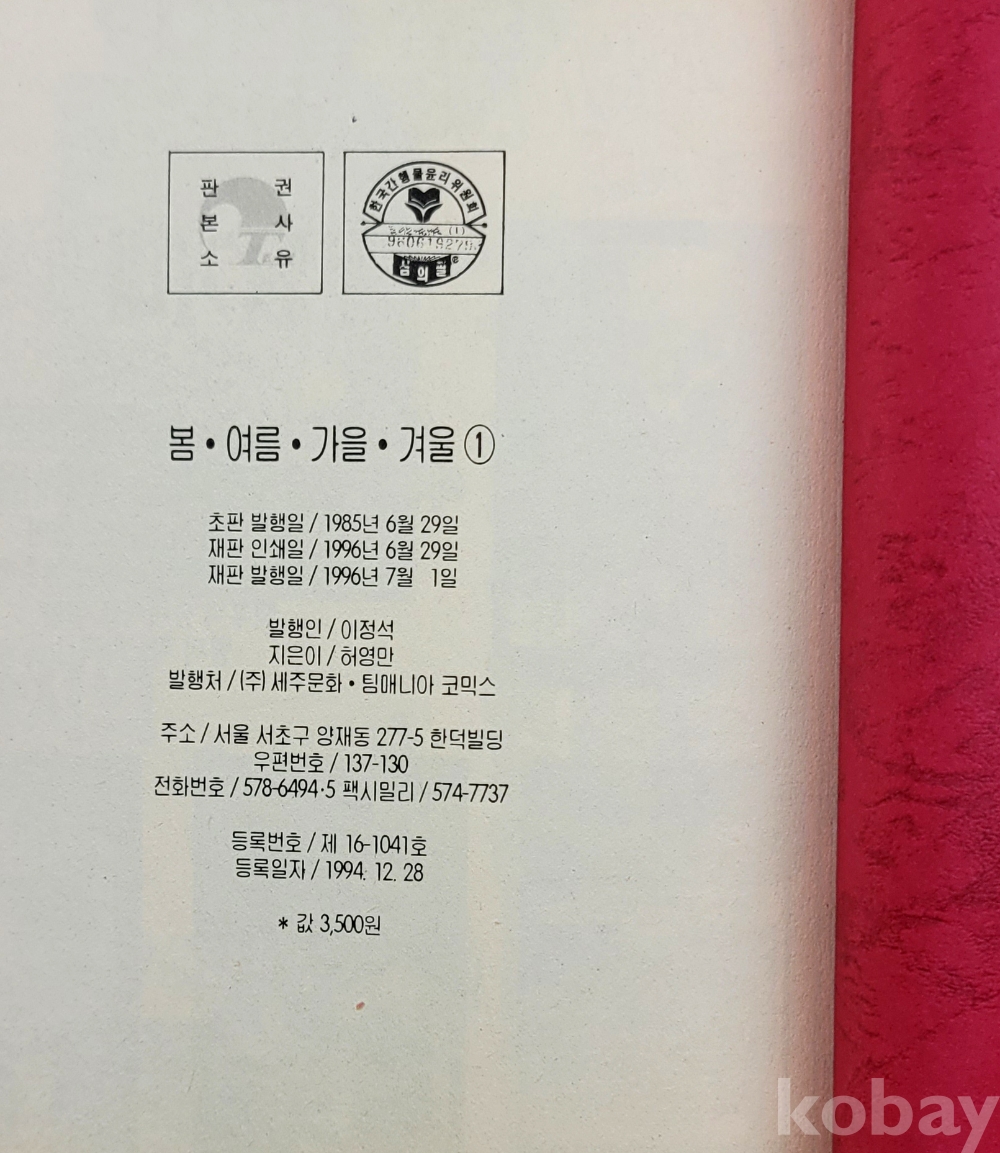 판 권
본 사
소 유
한국간행물윤리위원회
(1)
심의필
봄·여름·가을·겨울 ①
초판 발행일 / 1985년 6월 29일
재판 인쇄일 / 1996년 6월 29일
재판 발행일 / 1996년 7월 1일
발행인 / 이정석
지은이 / 허영만
발행처 / (주) 세주문화·팀매니아 코믹스
주소 / 서울 서초구 양재동 277-5 한덕빌딩
우편번호 / 137-130
전화번호 / 578-6494·5 팩시밀리 / 574-7737
등록번호 / 제 16-1041호
등록일자 / 1994. 12. 28
* 값 3,500원
kobay